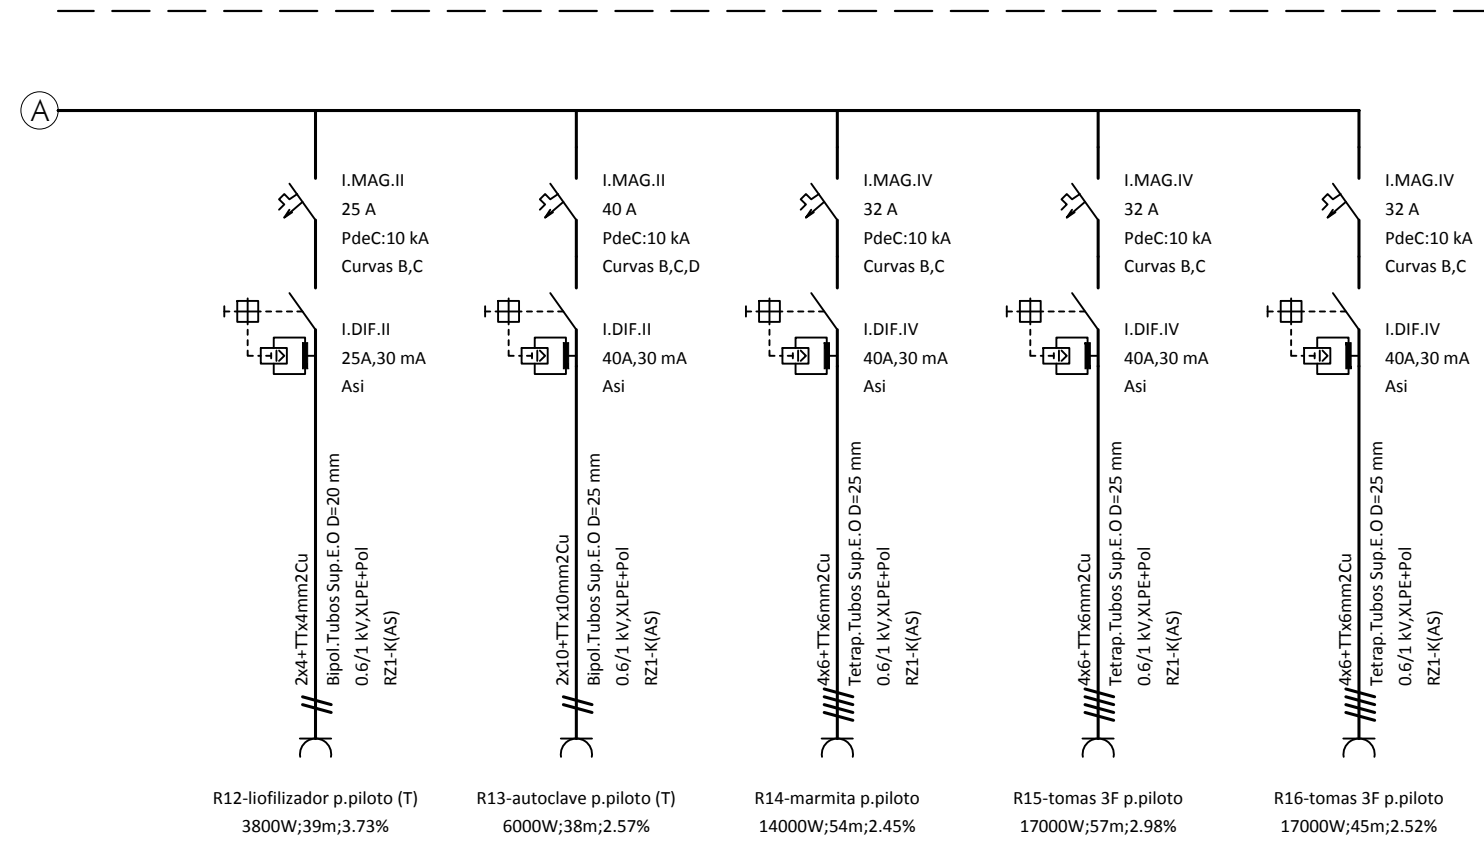 A
I.MAG.II
25 A
PdeC:10 kA
Curvas B,C
I.DIF.II
25A,30 mA
Asi
2x4+TTx4mm2Cu
Bipol.Tubos Sup.E.O D=20 mm
0.6/1 kV,XLPE+Pol
RZ1-K(AS)
R12-liofilizador p.piloto (T)
3800W;39m;3.73%
I.MAG.II
40 A
PdeC:10 kA
Curvas B,C,D
I.DIF.II
40A,30 mA
Asi
2x10+TTx10mm2Cu
Bipol.Tubos Sup.E.O D=25 mm
0.6/1 kV,XLPE+Pol
RZ1-K(AS)
R13-autoclave p.piloto (T)
6000W;38m;2.57%
I.MAG.IV
32 A
PdeC:10 kA
Curvas B,C
I.DIF.IV
40A,30 mA
Asi
4x6+TTx6mm2Cu
Tetrap.Tubos Sup.E.O D=25 mm
0.6/1 kV,XLPE+Pol
RZ1-K(AS)
R14-marmita p.piloto
14000W;54m;2.45%
I.MAG.IV
32 A
PdeC:10 kA
Curvas B,C
I.DIF.IV
40A,30 mA
Asi
4x6+TTx6mm2Cu
Tetrap.Tubos Sup.E.O D=25 mm
0.6/1 kV,XLPE+Pol
RZ1-K(AS)
R15-tomas 3F p.piloto
17000W;57m;2.98%
I.MAG.IV
32 A
PdeC:10 kA
Curvas B,C
I.DIF.IV
40A,30 mA
Asi
4x6+TTx6mm2Cu
Tetrap.Tubos Sup.E.O D=25 mm
0.6/1 kV,XLPE+Pol
RZ1-K(AS)
R16-tomas 3F p.piloto
17000W;45m;2.52%